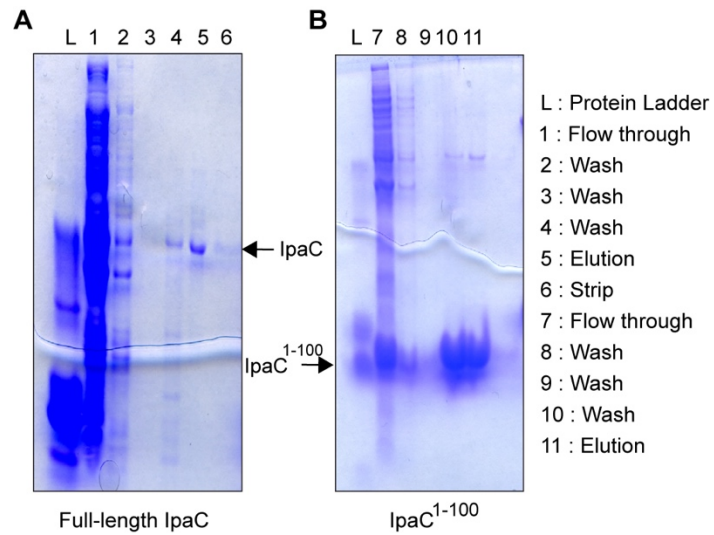 A
L 1 2 3 4 5 6
IpaC
Full-length IpaC
B
L 7 8 9 10 11
IpaC1-100
IpaC1-100
L : Protein Ladder
1 : Flow through
2 : Wash
3 : Wash
4 : Wash
5 : Elution
6 : Strip
7 : Flow through
8 : Wash
9 : Wash
10 : Wash
11 : Elution